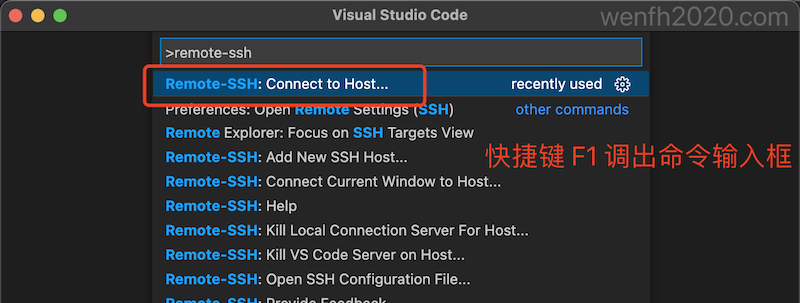 Visual Studio Code
wenfh2020.com
>remote-ssh
Remote-SSH: Connect to Host... recently used
Preferences: Open Remote Settings (SSH) other commands
Remote Explorer: Focus on SSH Targets View
Remote-SSH: Add New SSH Host...
快捷键 F1 调出命令输入框
Remote-SSH: Connect Current Window to Host...
Remote-SSH: Help
Remote-SSH: Kill Local Connection Server For Host...
Remote-SSH: Kill VS Code Server on Host...
Remote-SSH: Open SSH Configuration File...
Remote-SSH: Provide Feedback